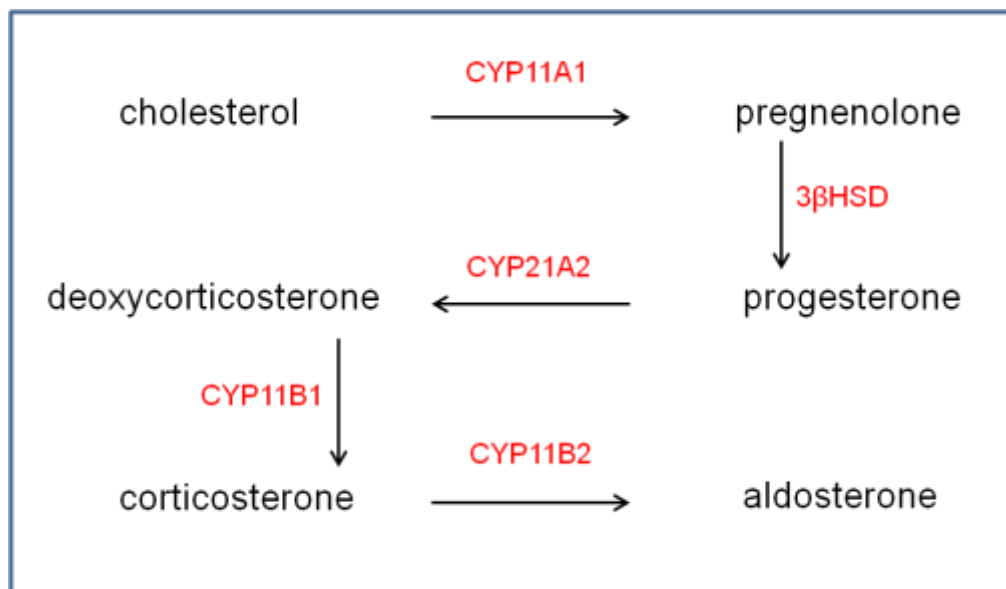 CYP11A1
cholesterol
pregnenolone
3βHSD
CYP21A2
deoxycorticosterone
progesterone
CYP11B1
CYP11B2
corticosterone
aldosterone